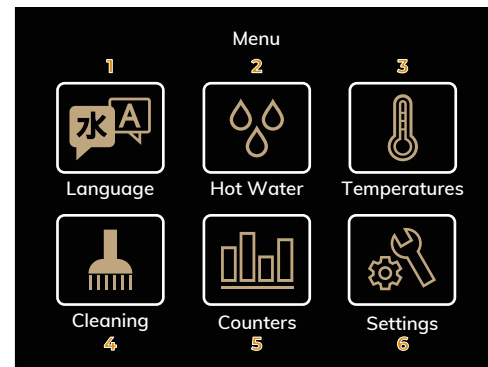 Menu
1 2 3
水 A
Language Hot Water Temperatures
Cleaning Counters Settings
4 5 6